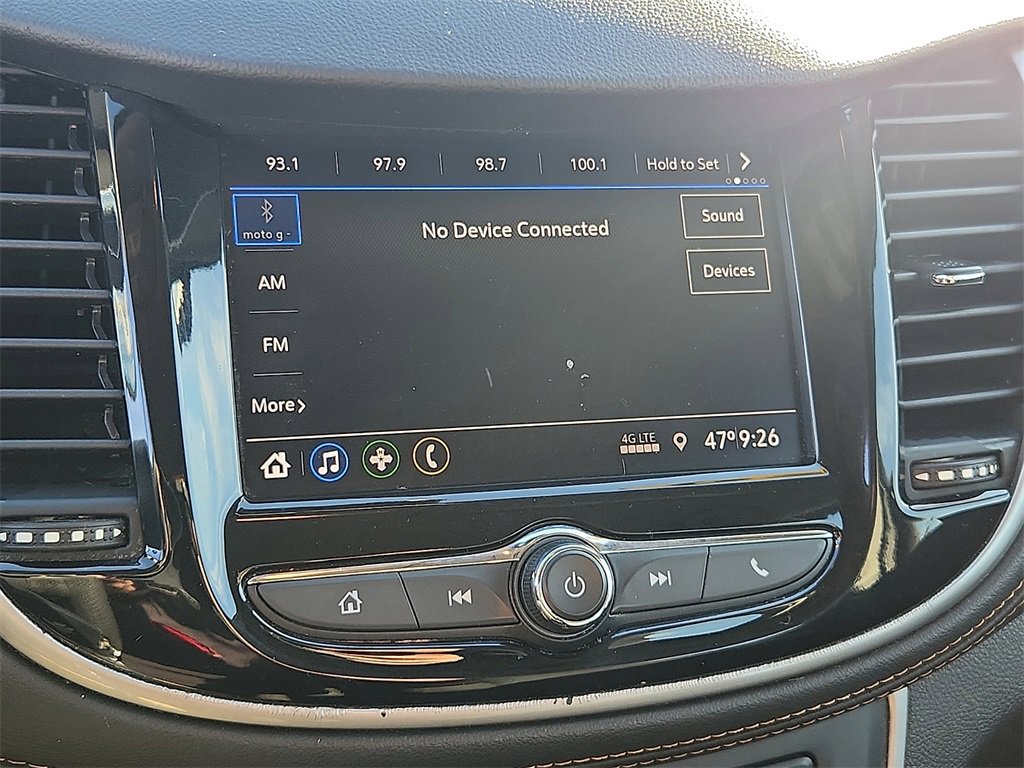 93.1 97.9 98.7 100.1 Hold to Set
moto g -
No Device Connected
Sound
Devices
AM
FM
More
4G LTE
47° 9:26